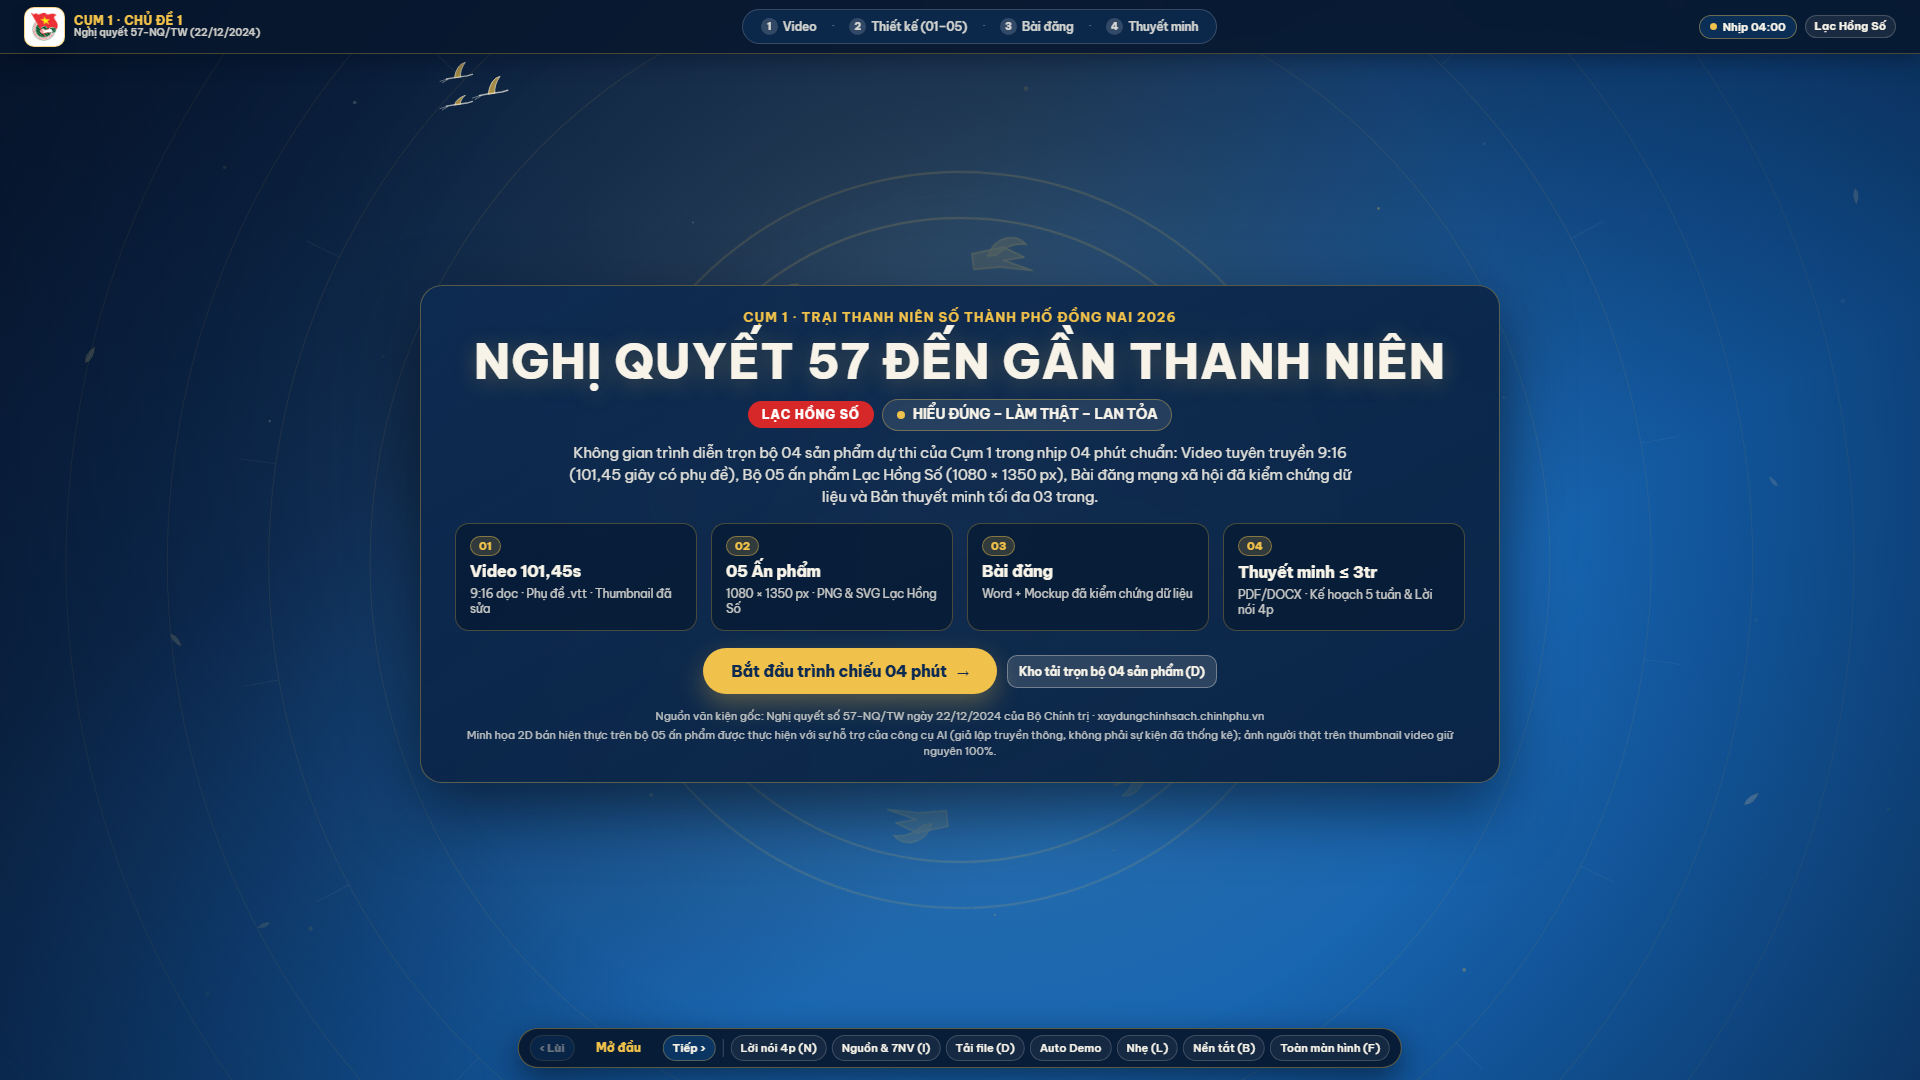 CỤM 1 · CHỦ ĐỀ 1
Nghị quyết 57-NQ/TW (22/12/2024)
1 Video · 2 Thiết kế (01–05) · 3 Bài đăng · 4 Thuyết minh
Nhịp 04:00
Lạc Hồng Số
CỤM 1 · TRẠI THANH NIÊN SỐ THÀNH PHỐ ĐỒNG NAI 2026
NGHỊ QUYẾT 57 ĐẾN GẦN THANH NIÊN
LẠC HỒNG SỐ
HIỂU ĐÚNG – LÀM THẬT – LAN TỎA
Không gian trình diễn trọn bộ 04 sản phẩm dự thi của Cụm 1 trong nhịp 04 phút chuẩn: Video tuyên truyền 9:16
(101,45 giây có phụ đề), Bộ 05 ấn phẩm Lạc Hồng Số (1080 × 1350 px), Bài đăng mạng xã hội đã kiểm chứng dữ
liệu và Bản thuyết minh tối đa 03 trang.
01
Video 101,45s
9:16 dọc · Phụ đề .vtt · Thumbnail đã
sửa
02
05 Ấn phẩm
1080 × 1350 px · PNG & SVG Lạc Hồng
Số
03
Bài đăng
Word + Mockup đã kiểm chứng dữ liệu
04
Thuyết minh ≤ 3tr
PDF/DOCX · Kế hoạch 5 tuần & Lời
nói 4p
Bắt đầu trình chiếu 04 phút →
Kho tải trọn bộ 04 sản phẩm (D)
Nguồn văn kiện gốc: Nghị quyết số 57-NQ/TW ngày 22/12/2024 của Bộ Chính trị · xaydungchinhsach.chinhphu.vn
Minh họa 2D bán hiện thực trên bộ 05 ấn phẩm được thực hiện với sự hỗ trợ của công cụ AI (giả lập truyền thông, không phải sự kiện đã thống kê); ảnh người thật trên thumbnail video giữ
nguyên 100%.
‹ Lùi
Mở đầu
Tiếp ›
Lời nói 4p (N)
Nguồn & 7NV (I)
Tải file (D)
Auto Demo
Nhẹ (L)
Nền tắt (B)
Toàn màn hình (F)